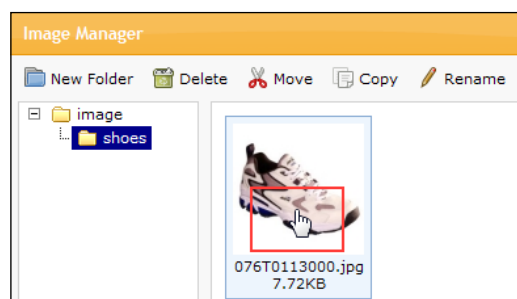 Image Manager
New Folder Delete Move Copy Rename
image
shoes
076T0113000.jpg
7.72KB